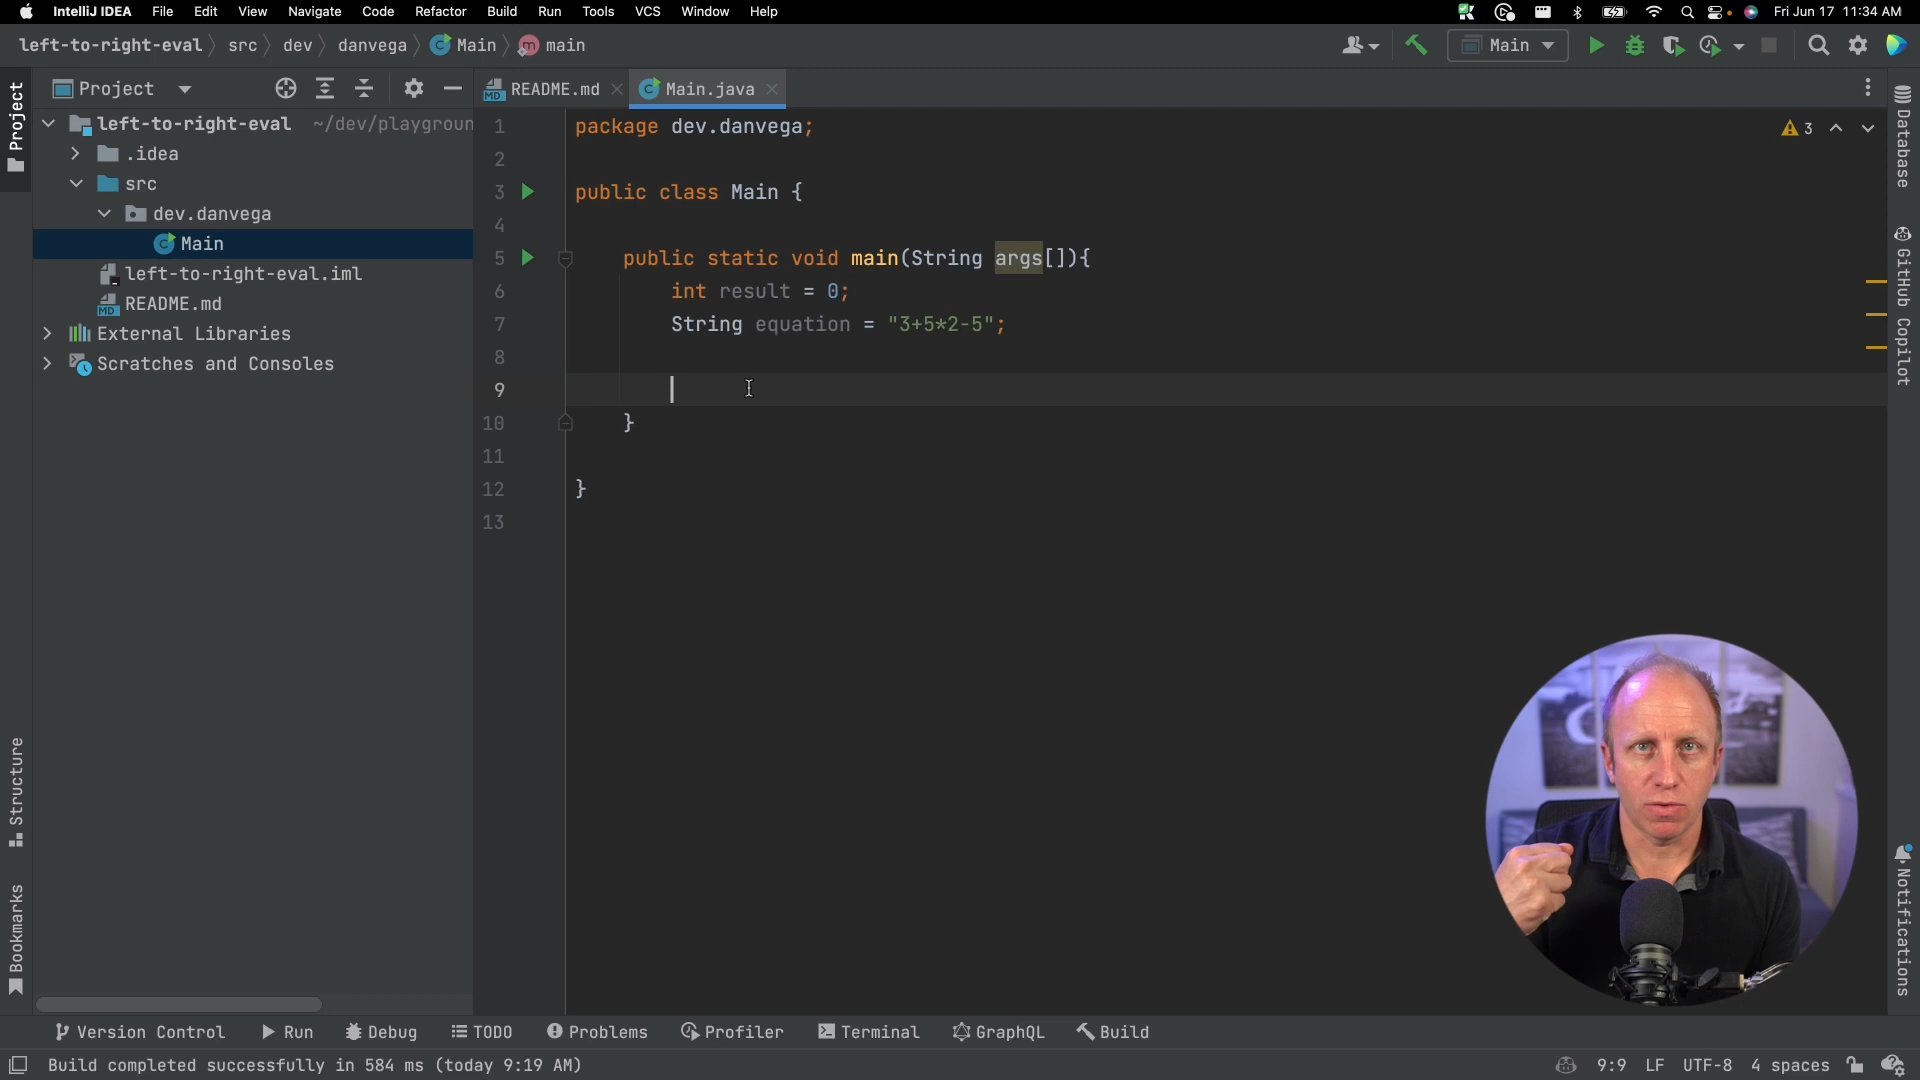 IntelliJ IDEA File Edit View Navigate Code Refactor Build Run Tools VCS Window Help Fri Jun 17 11:34 AM
left-to-right-eval src dev danvega Main main Main
Project
Project
README.md Main.java
left-to-right-eval ~/dev/playgroun
.idea
src
dev.danvega
Main
left-to-right-eval.iml
README.md
External Libraries
Scratches and Consoles
1 package dev.danvega;
2
3 public class Main {
4
5 public static void main(String args[]){
6 int result = 0;
7 String equation = "3+5*2-5";
8
9
10 }
11
12 }
13
3
Database
GitHub Copilot
Notifications
Structure
Bookmarks
Version Control Run Debug TODO Problems Profiler Terminal GraphQL Build
Build completed successfully in 584 ms (today 9:19 AM) 9:9 LF UTF-8 4 spaces